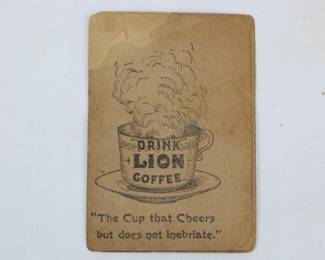 DRINK
LION
COFFEE.
"The Cup that Cheers
but does not Inebriate."